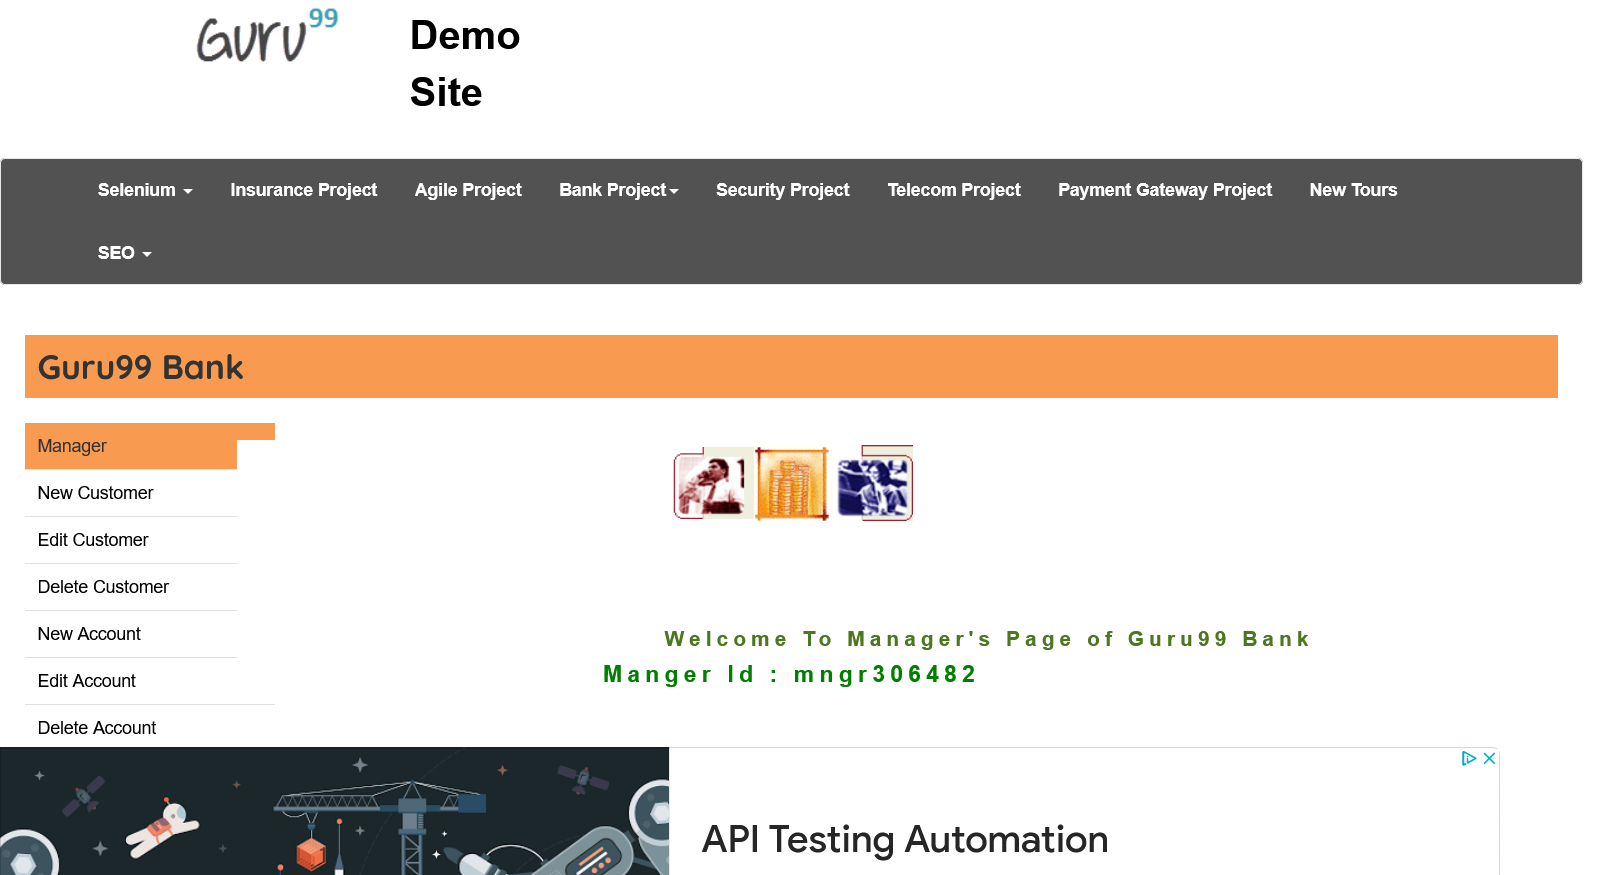 Guru99
Demo
Site
Selenium
Insurance Project
Agile Project
Bank Project
Security Project
Telecom Project
Payment Gateway Project
New Tours
SEO
Guru99 Bank
Manager
New Customer
Edit Customer
Delete Customer
New Account
Edit Account
Delete Account
Welcome To Manager's Page of Guru99 Bank
Manger Id : mngr306482
API Testing Automation